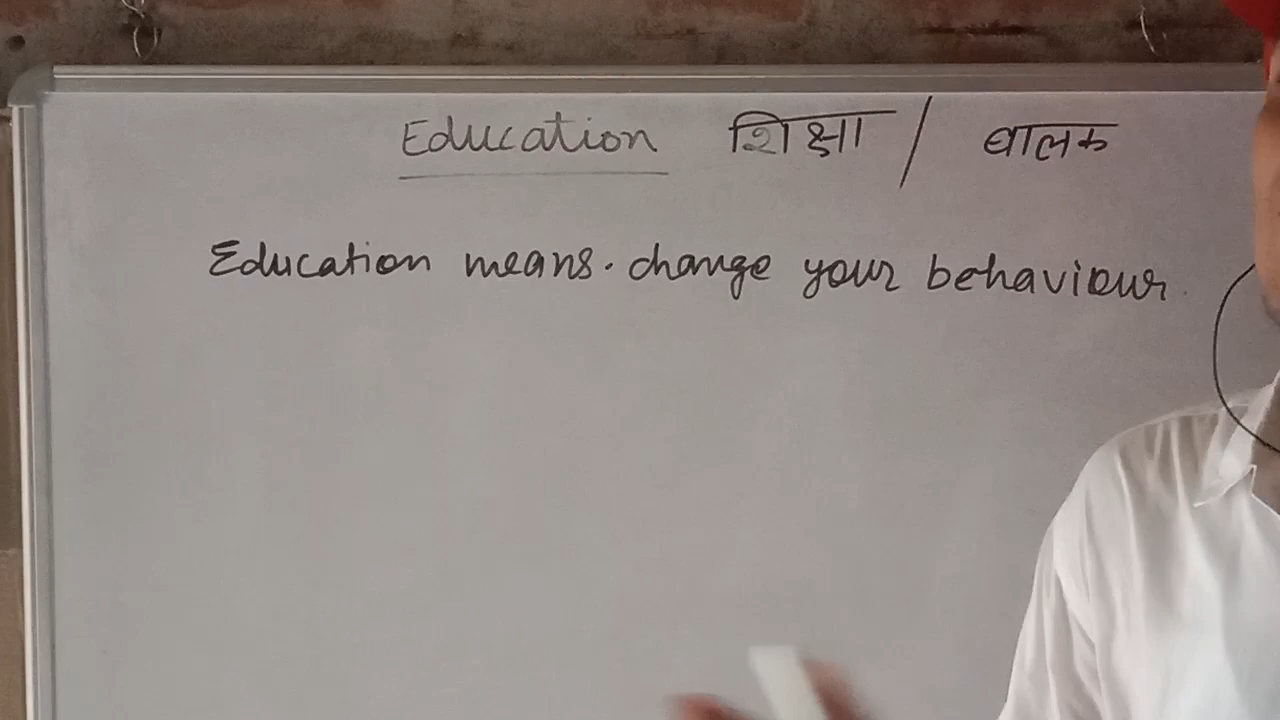 Education शिक्षा / बालक
Education means. change your behaviour.